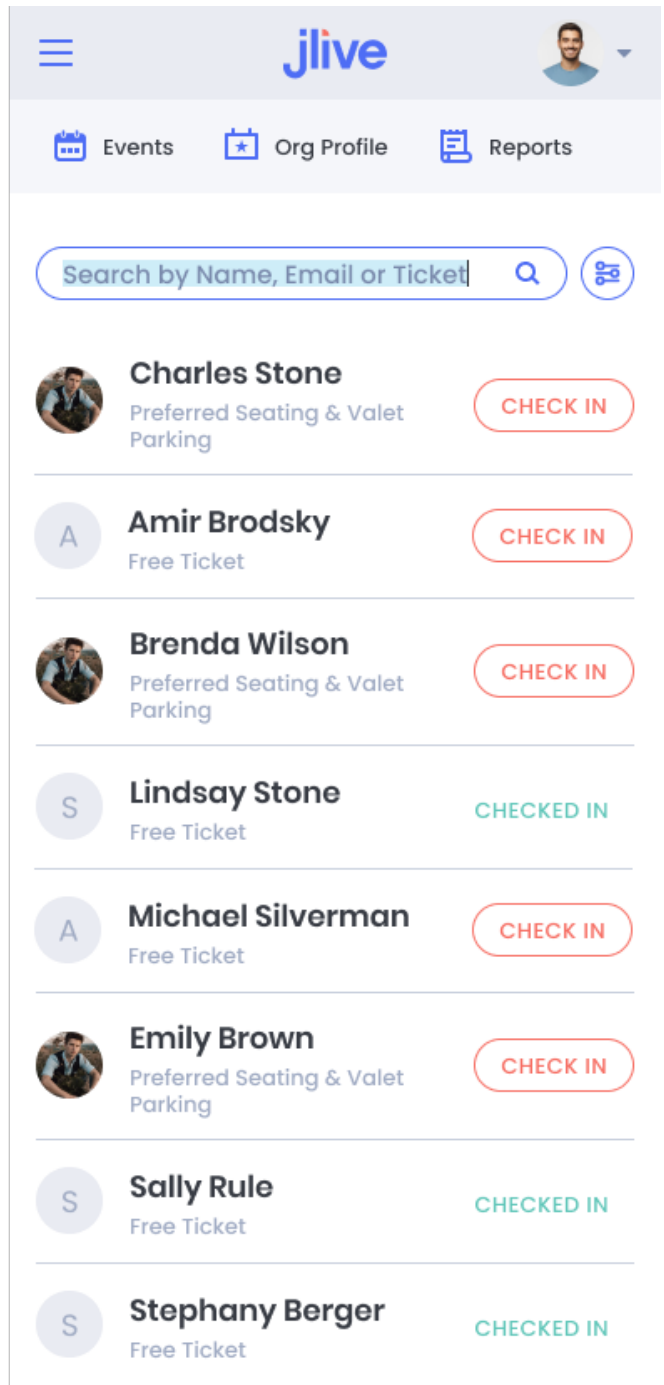 jlive
Events Org Profile Reports
Search by Name, Email or Ticket
Charles Stone
Preferred Seating & Valet
Parking
CHECK IN
A
Amir Brodsky
Free Ticket
CHECK IN
Brenda Wilson
Preferred Seating & Valet
Parking
CHECK IN
S
Lindsay Stone
Free Ticket
CHECKED IN
A
Michael Silverman
Free Ticket
CHECK IN
Emily Brown
Preferred Seating & Valet
Parking
CHECK IN
S
Sally Rule
Free Ticket
CHECKED IN
S
Stephany Berger
Free Ticket
CHECKED IN